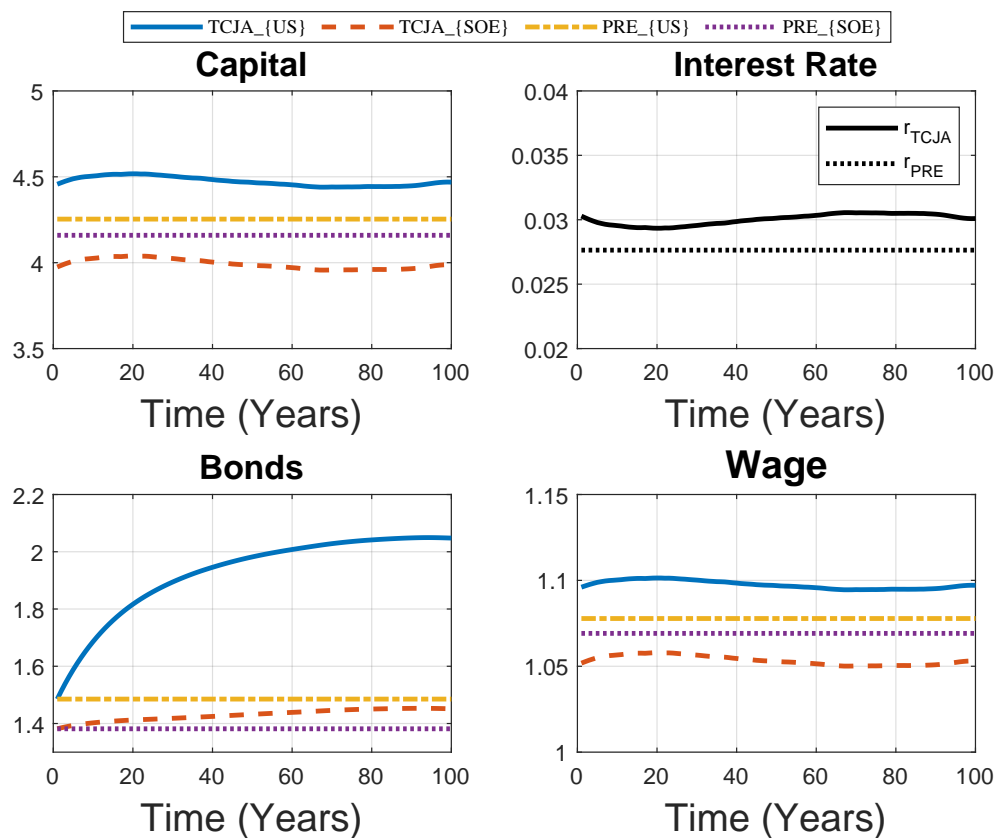 TCJA_{US} TCJA_{SOE} PRE_{US} PRE_{SOE}
Capital
5
4.5
4
3.5
0 20 40 60 80 100
Time (Years)
Interest Rate
0.04
0.035
0.03
0.025
0.02
r_TCJA
r_PRE
0 20 40 60 80 100
Time (Years)
Bonds
2.2
2
1.8
1.6
1.4
0 20 40 60 80 100
Time (Years)
Wage
1.15
1.1
1.05
1
0 20 40 60 80 100
Time (Years)